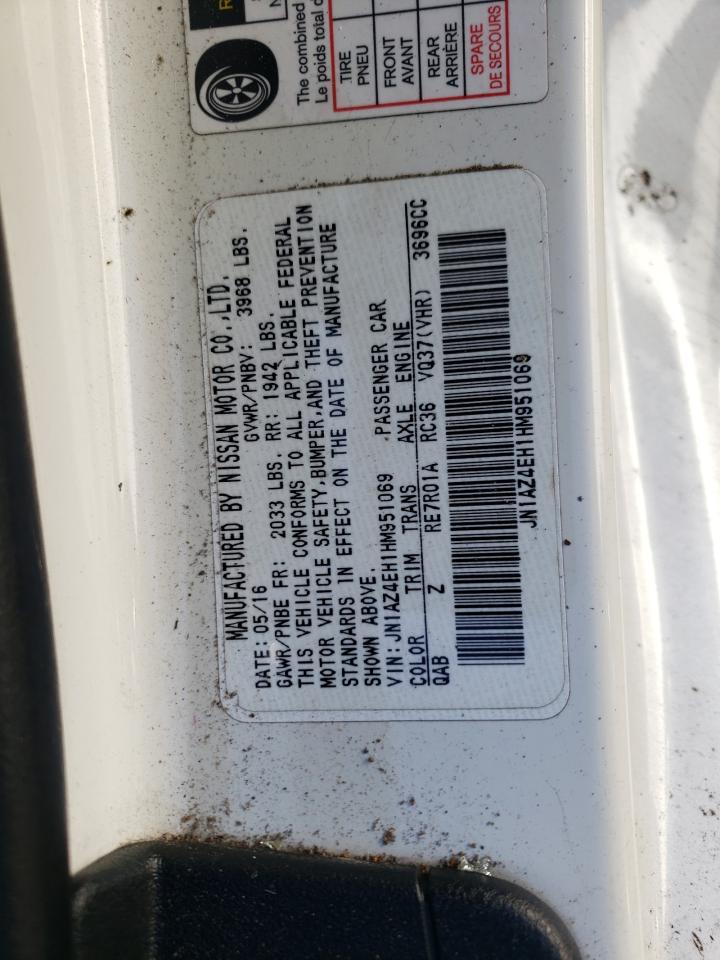 The combined
Le poids total d
TIRE
PNEU
FRONT
AVANT
REAR
ARRIÈRE
SPARE
DE SECOURS
MANUFACTURED BY NISSAN MOTOR CO.,LTD.
DATE: 05/16 GVWR/PNBV: 3968 LBS.
GAWR/PNBE FR: 2033 LBS. RR: 1942 LBS.
THIS VEHICLE CONFORMS TO ALL APPLICABLE FEDERAL
MOTOR VEHICLE SAFETY,BUMPER,AND THEFT PREVENTION
STANDARDS IN EFFECT ON THE DATE OF MANUFACTURE
SHOWN ABOVE.
VIN:JN1AZ4EH1HM951069 PASSENGER CAR
COLOR TRIM TRANS AXLE ENGINE
QAB Z RE7R01A RC36 VQ37(VHR) 3696CC
JN1AZ4EH1HM951069